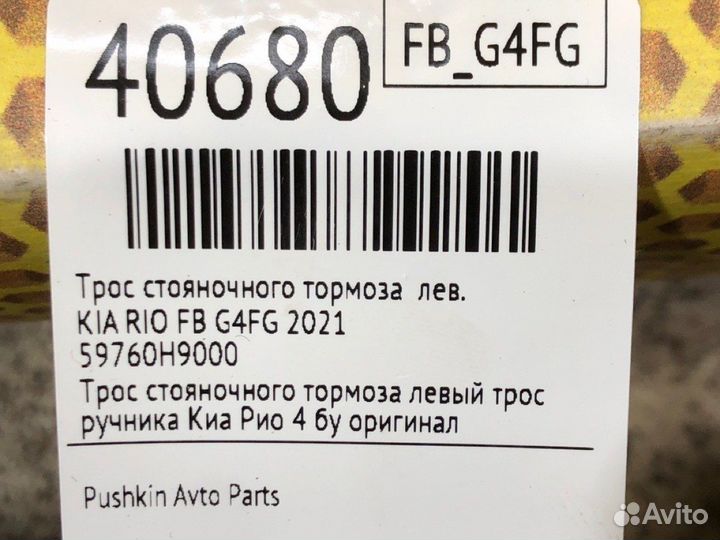 40680
FB_G4FG
Трос стояночного тормоза лев.
KIA RIO FB G4FG 2021
59760H9000
Трос стояночного тормоза левый трос
ручника Киа Рио 4 бу оригинал
Pushkin Avto Parts
Avito